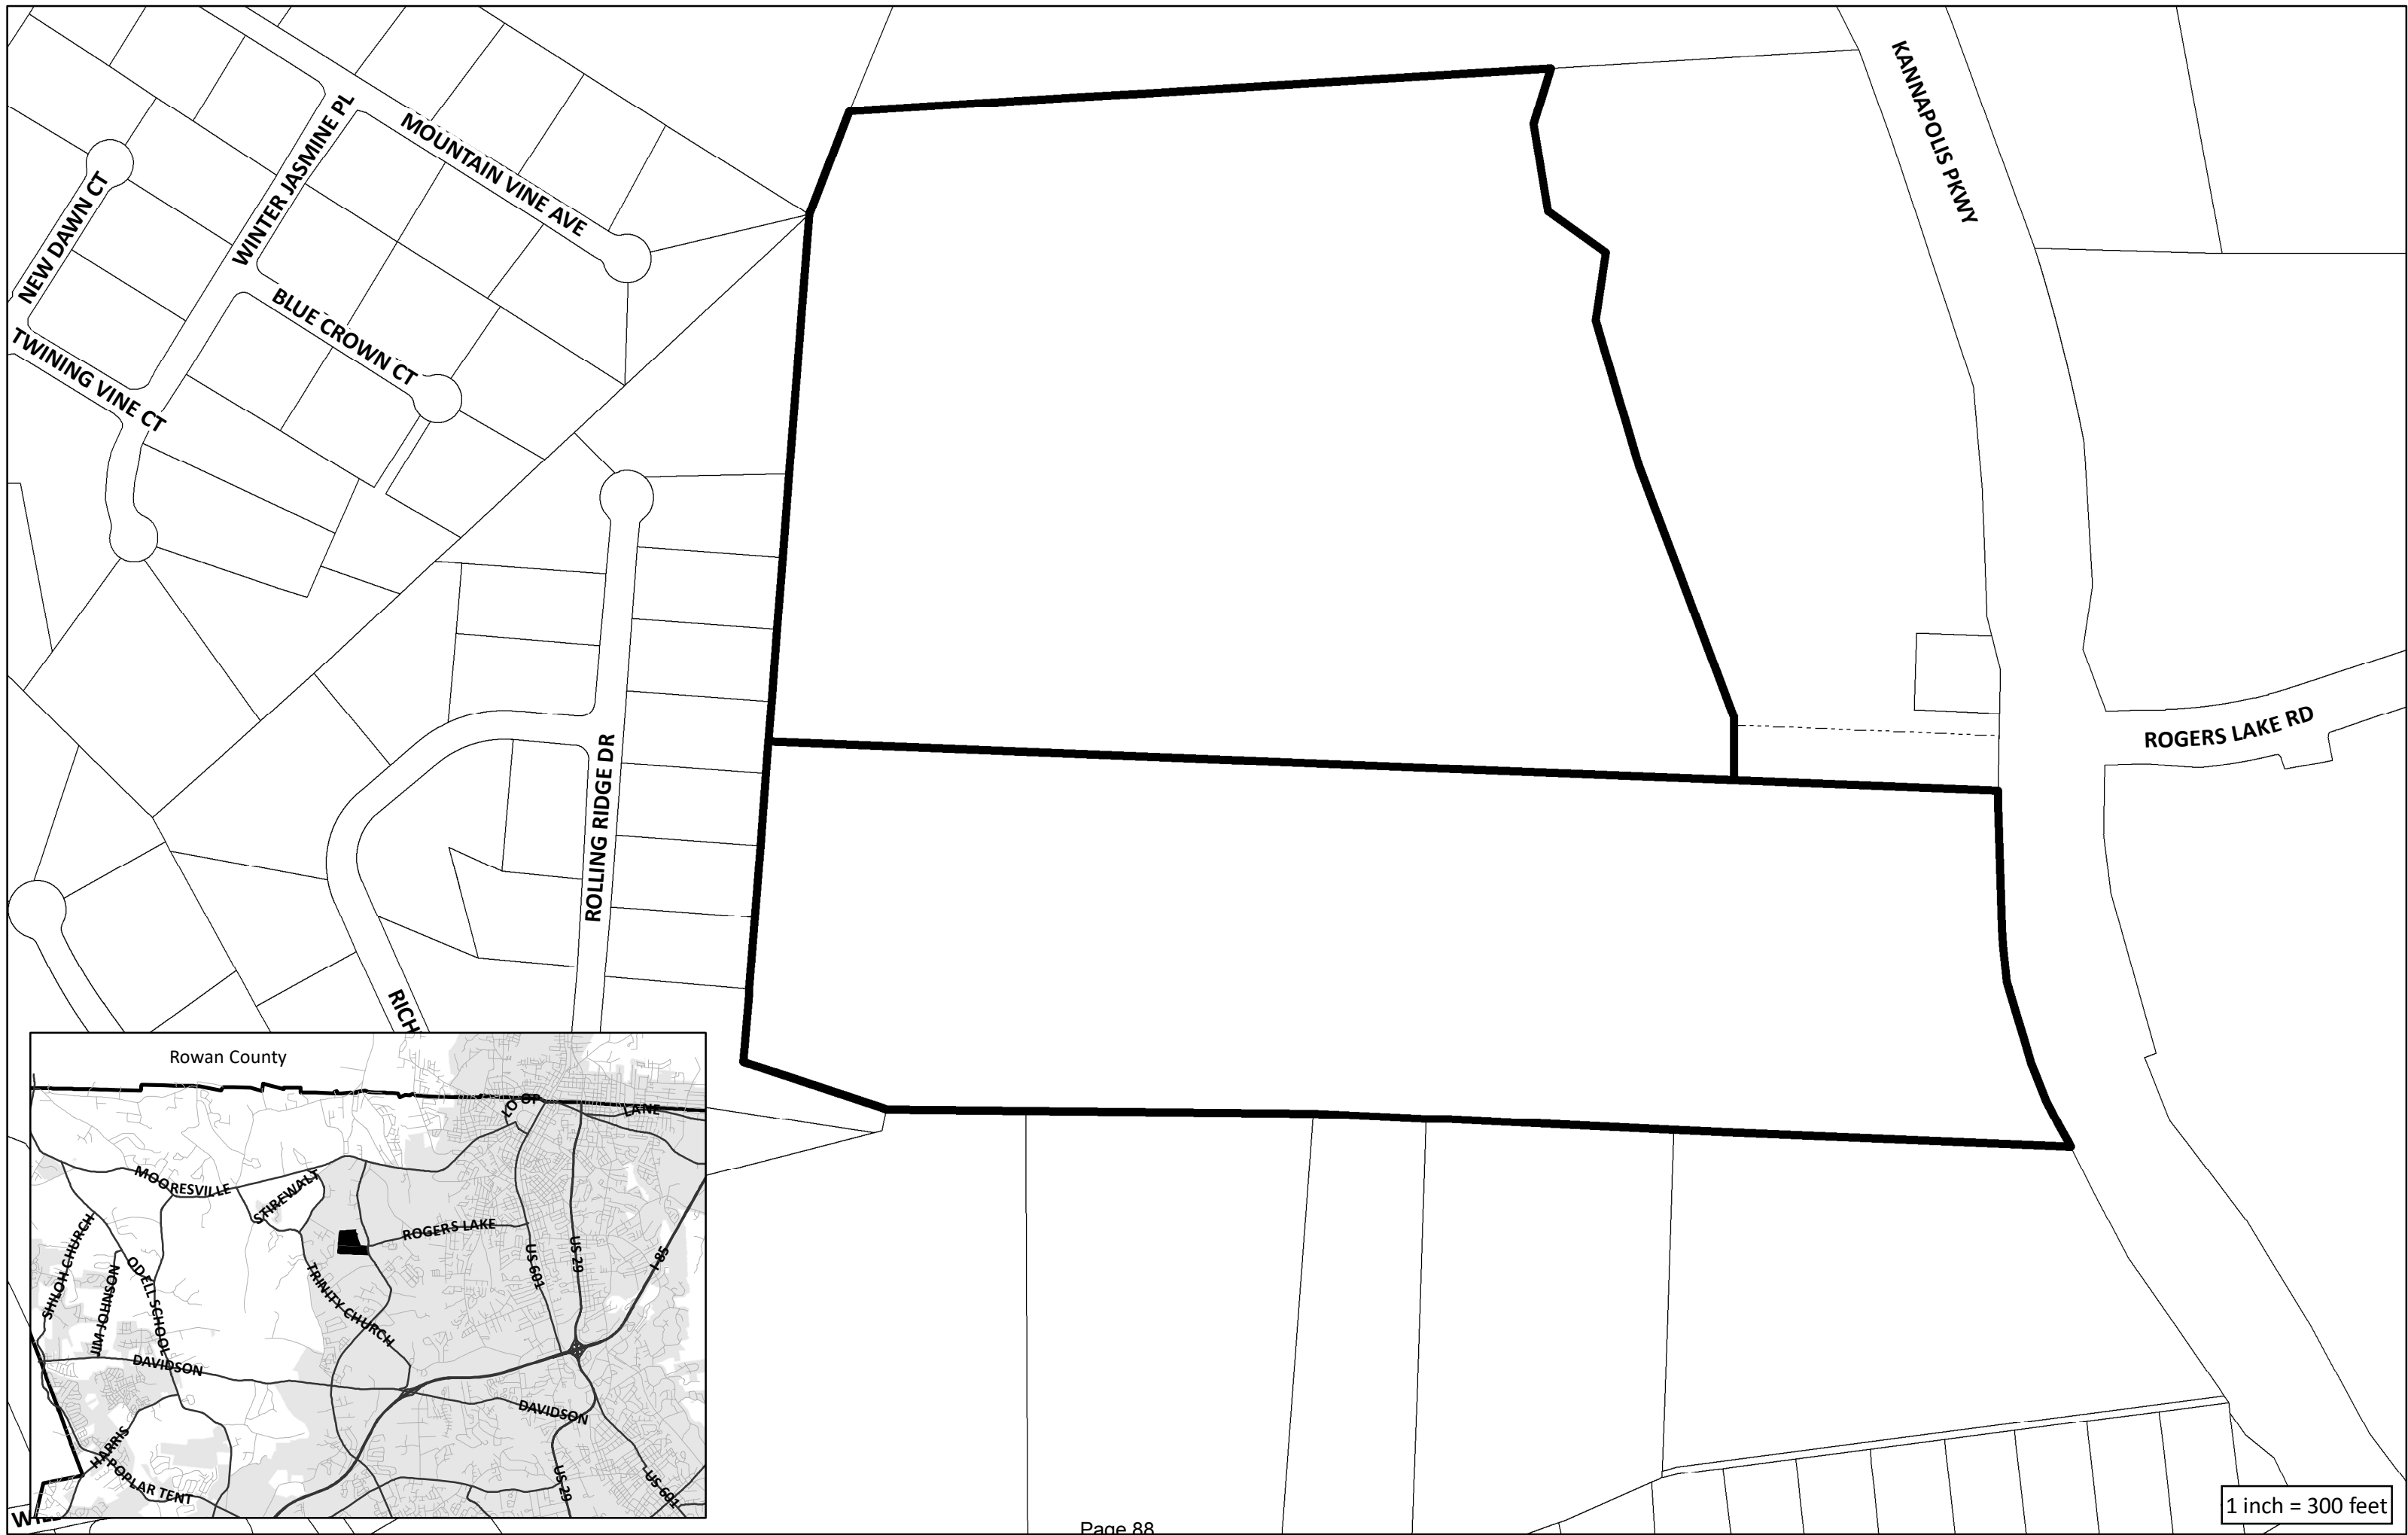 KANNAPOLIS PKWY
MOUNTAIN VINE AVE
WINTER JASMINE PL
NEW DAWN CT
BLUE CROWN CT
TWINING VINE CT
ROGERS LAKE RD
ROLLING RIDGE DR
RICH
Rowan County
LOOP
LANE
MOORESVILLE
STIREWALT
ROGERS LAKE
SHILOH CHURCH
ODELL SCHOOL
JIM JOHNSON
TRINITY CHURCH
US 601
US 29
I-85
DAVIDSON
DAVIDSON
HARRIS
POPLAR TENT
US 29
US 601
1 inch = 300 feet
Page 88